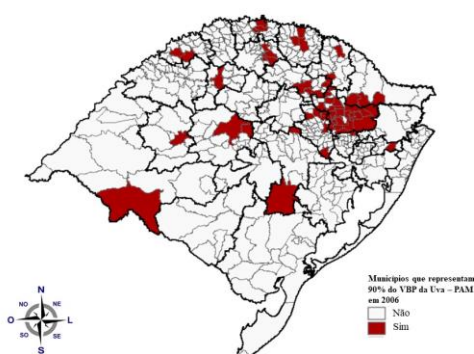 N
NO NE
O L
SO SE
S
Municípios que representam
90% do VBP da Uva – PAM
em 2006
Não
Sim